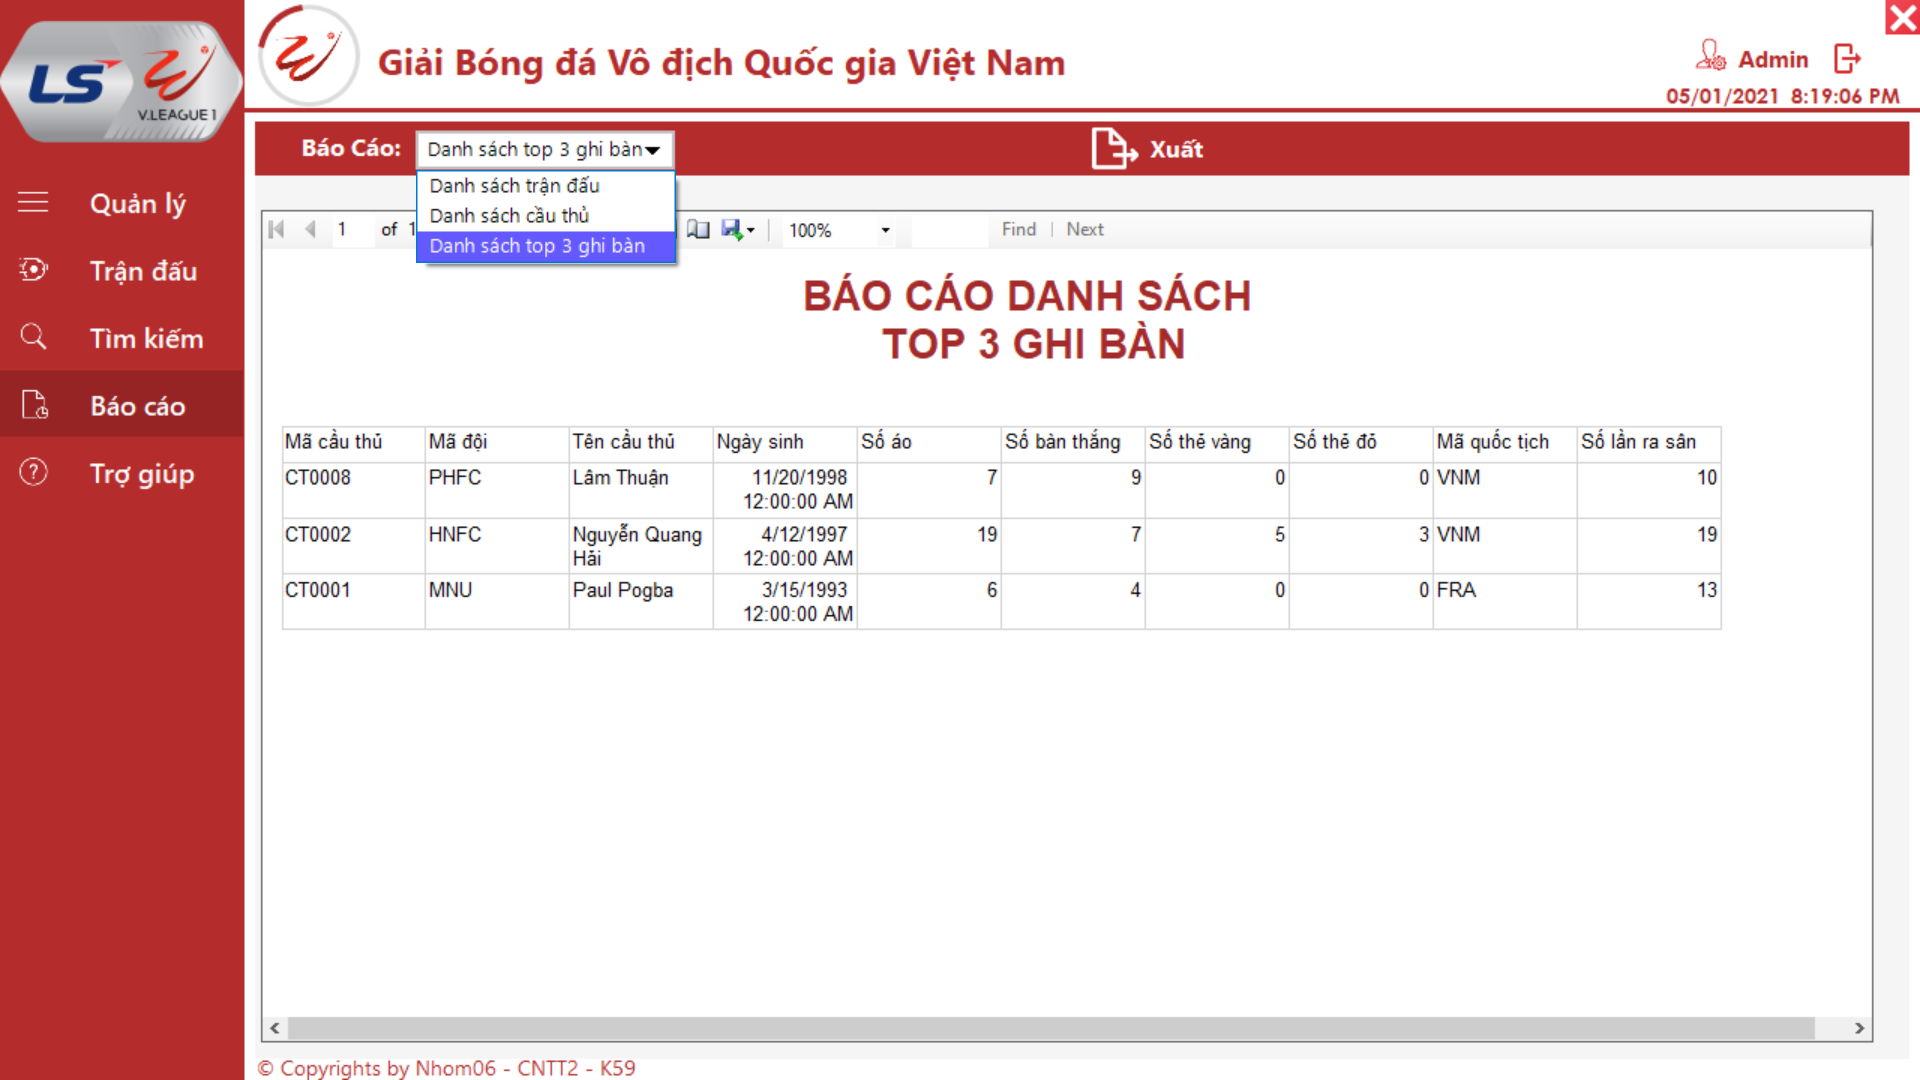 LS
V.LEAGUE 1
Giải Bóng đá Vô địch Quốc gia Việt Nam
Admin
05/01/2021 8:19:06 PM
Quản lý
Trận đấu
Tìm kiếm
Báo cáo
Trợ giúp
Báo Cáo: Danh sách top 3 ghi bàn
Xuất
Danh sách trận đấu
Danh sách cầu thủ
Danh sách top 3 ghi bàn
1 of 1 100% Find | Next
BÁO CÁO DANH SÁCH
TOP 3 GHI BÀN
Mã cầu thủ Mã đội Tên cầu thủ Ngày sinh Số áo Số bàn thắng Số thẻ vàng Số thẻ đỏ Mã quốc tịch Số lần ra sân
CT0008 PHFC Lâm Thuận 11/20/1998 7 9 0 0 VNM 10
12:00:00 AM
CT0002 HNFC Nguyễn Quang 4/12/1997 19 7 5 3 VNM 19
Hải 12:00:00 AM
CT0001 MNU Paul Pogba 3/15/1993 6 4 0 0 FRA 13
12:00:00 AM
© Copyrights by Nhom06 - CNTT2 - K59